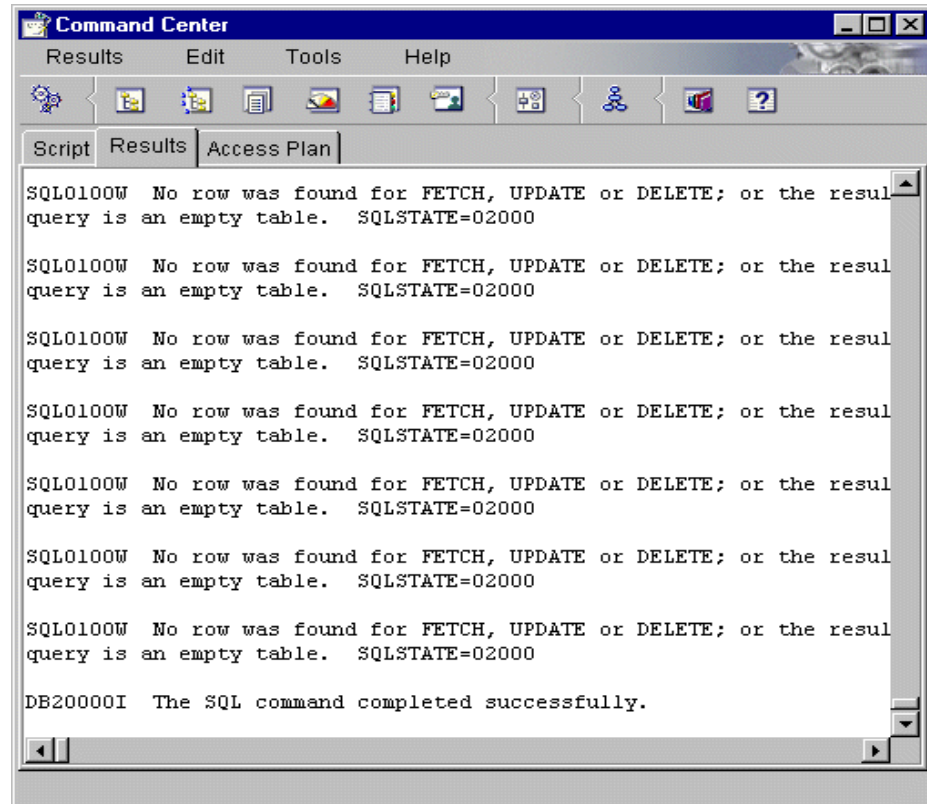 Command Center
Results Edit Tools Help
Script Results Access Plan
SQL0100W No row was found for FETCH, UPDATE or DELETE; or the resul
query is an empty table. SQLSTATE=02000
SQL0100W No row was found for FETCH, UPDATE or DELETE; or the resul
query is an empty table. SQLSTATE=02000
SQL0100W No row was found for FETCH, UPDATE or DELETE; or the resul
query is an empty table. SQLSTATE=02000
SQL0100W No row was found for FETCH, UPDATE or DELETE; or the resul
query is an empty table. SQLSTATE=02000
SQL0100W No row was found for FETCH, UPDATE or DELETE; or the resul
query is an empty table. SQLSTATE=02000
SQL0100W No row was found for FETCH, UPDATE or DELETE; or the resul
query is an empty table. SQLSTATE=02000
SQL0100W No row was found for FETCH, UPDATE or DELETE; or the resul
query is an empty table. SQLSTATE=02000
DB20000I The SQL command completed successfully.